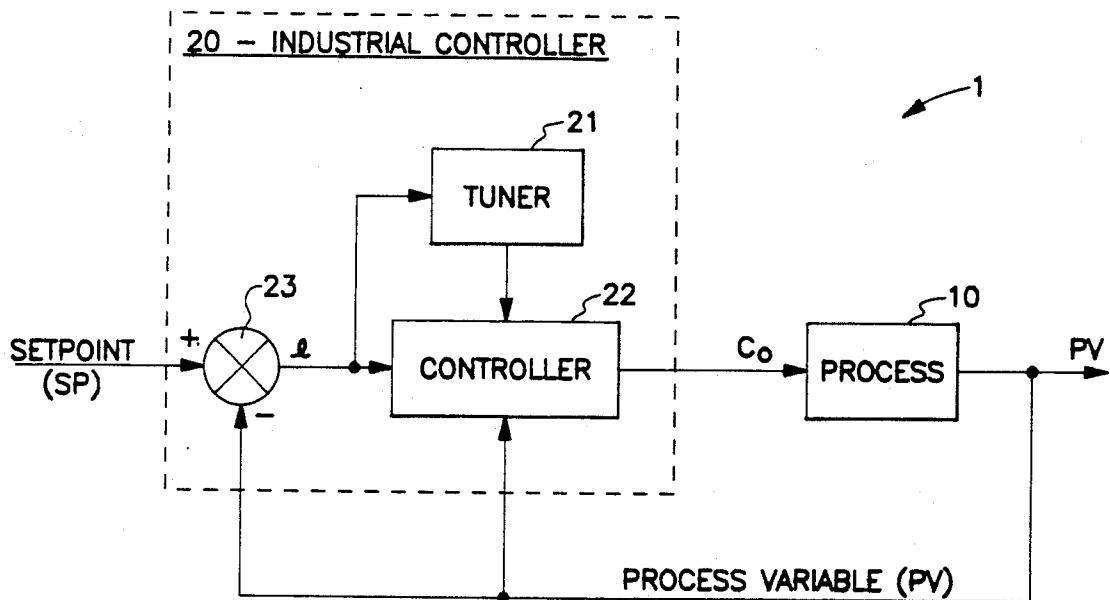 20 – INDUSTRIAL CONTROLLER
1
21
TUNER
23
22
10
+
SETPOINT
(SP)
e
CONTROLLER
Co
PROCESS
PV
–
PROCESS VARIABLE (PV)